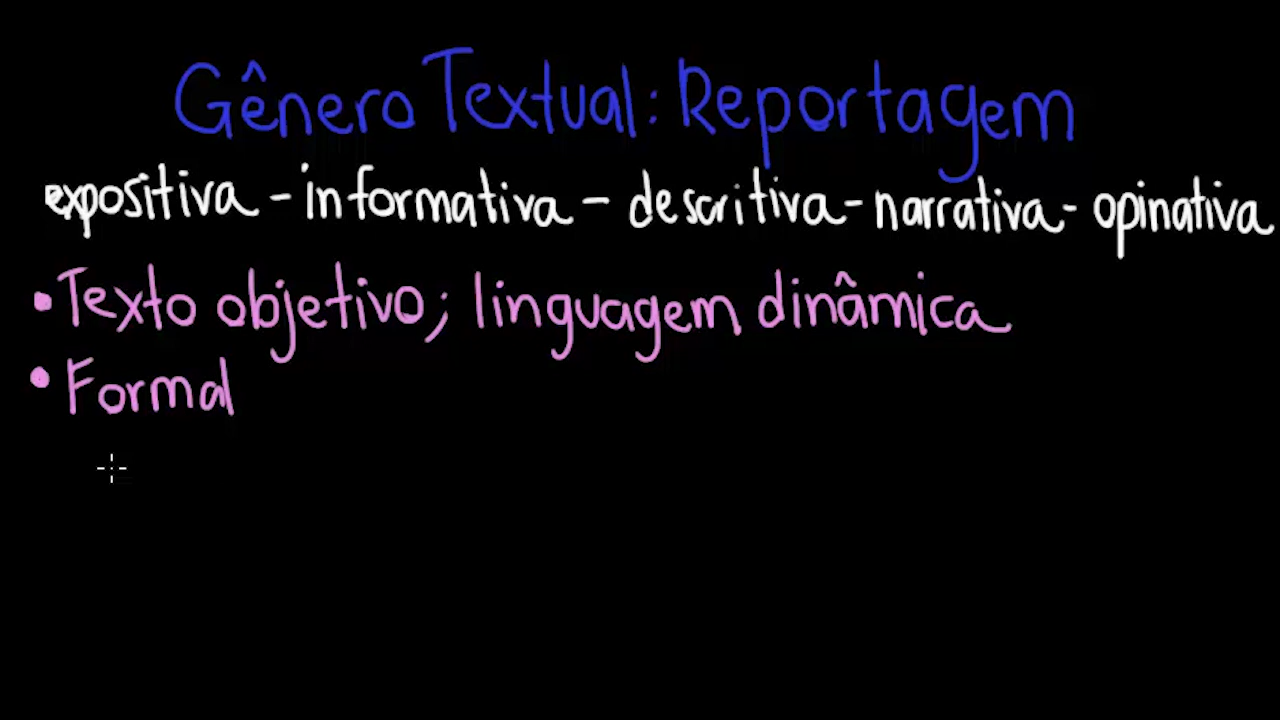 Gênero Textual: Reportagem
expositiva - informativa - descritiva - narrativa - opinativa
• Texto objetivo; linguagem dinâmica
• Formal